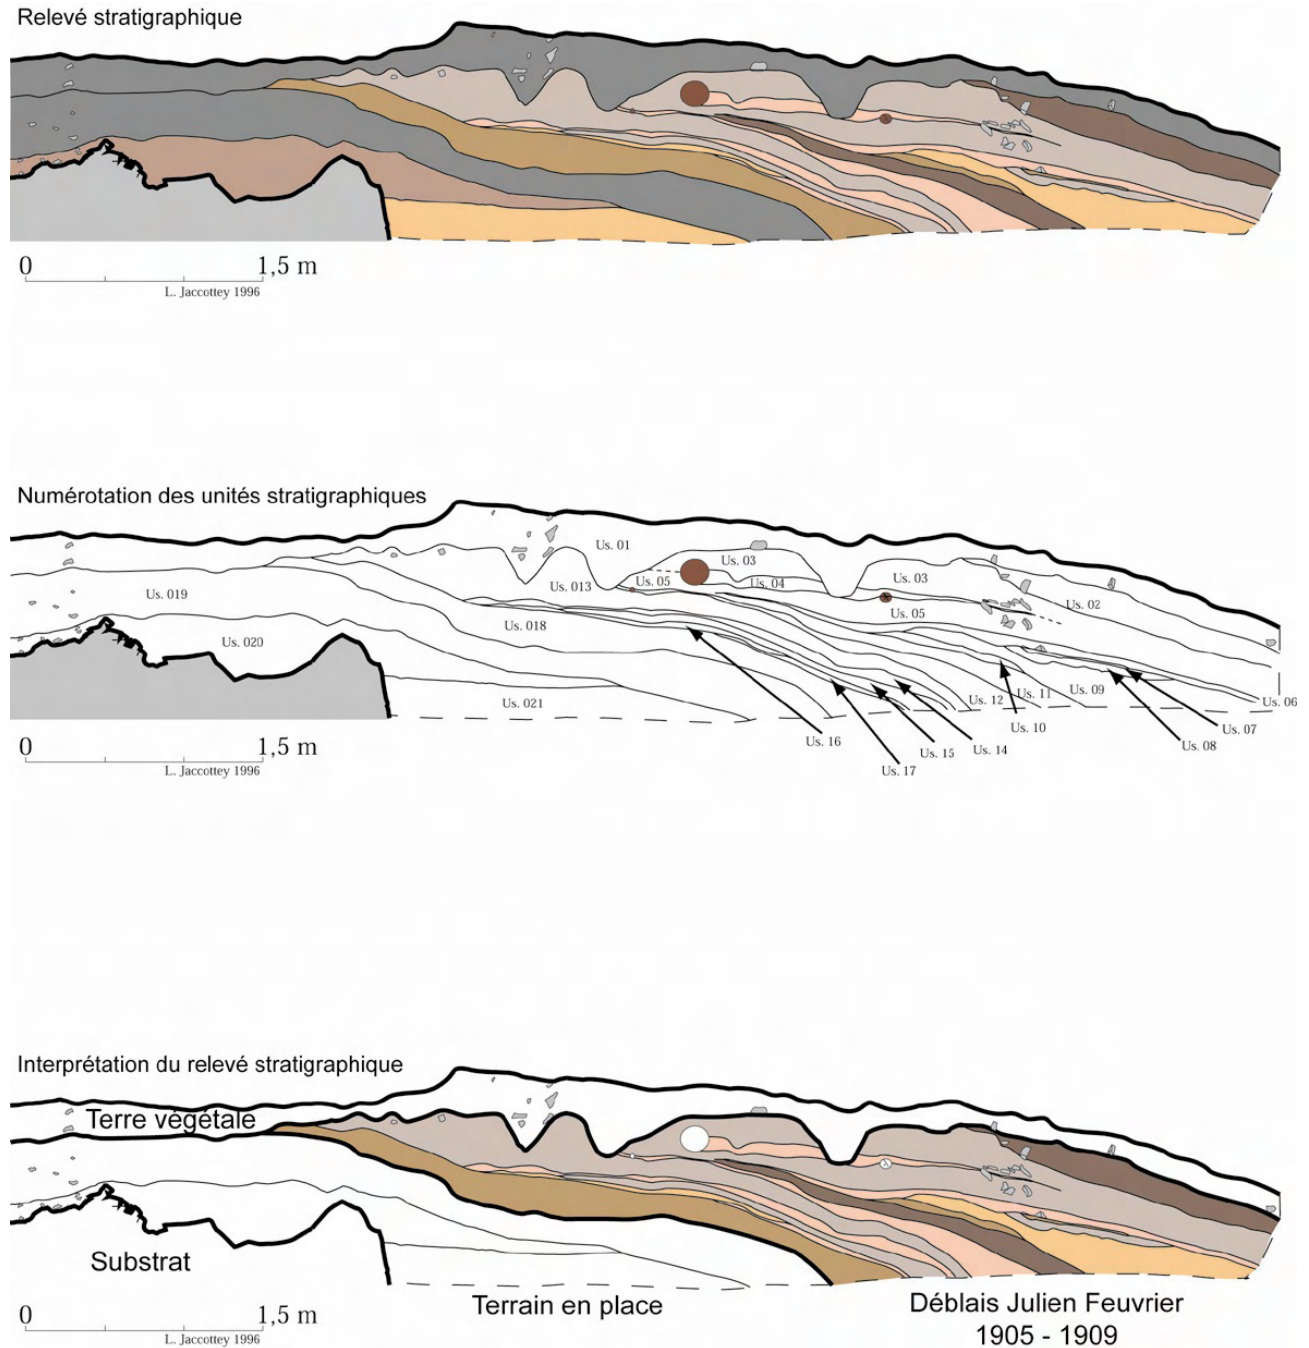 Relevé stratigraphique
0 1,5 m
L. Jaccottey 1996
Numérotation des unités stratigraphiques
Us. 01
Us. 03
Us. 019
Us. 013
Us. 05
Us. 04
Us. 03
Us. 02
Us. 05
Us. 018
Us. 020
Us. 021
Us. 12
Us. 11
Us. 09
Us. 06
Us. 10
Us. 07
Us. 16
Us. 15
Us. 14
Us. 08
Us. 17
0 1,5 m
L. Jaccottey 1996
Interprétation du relevé stratigraphique
Terre végétale
Substrat
Terrain en place
Déblais Julien Feuvrier
1905 - 1909
0 1,5 m
L. Jaccottey 1996